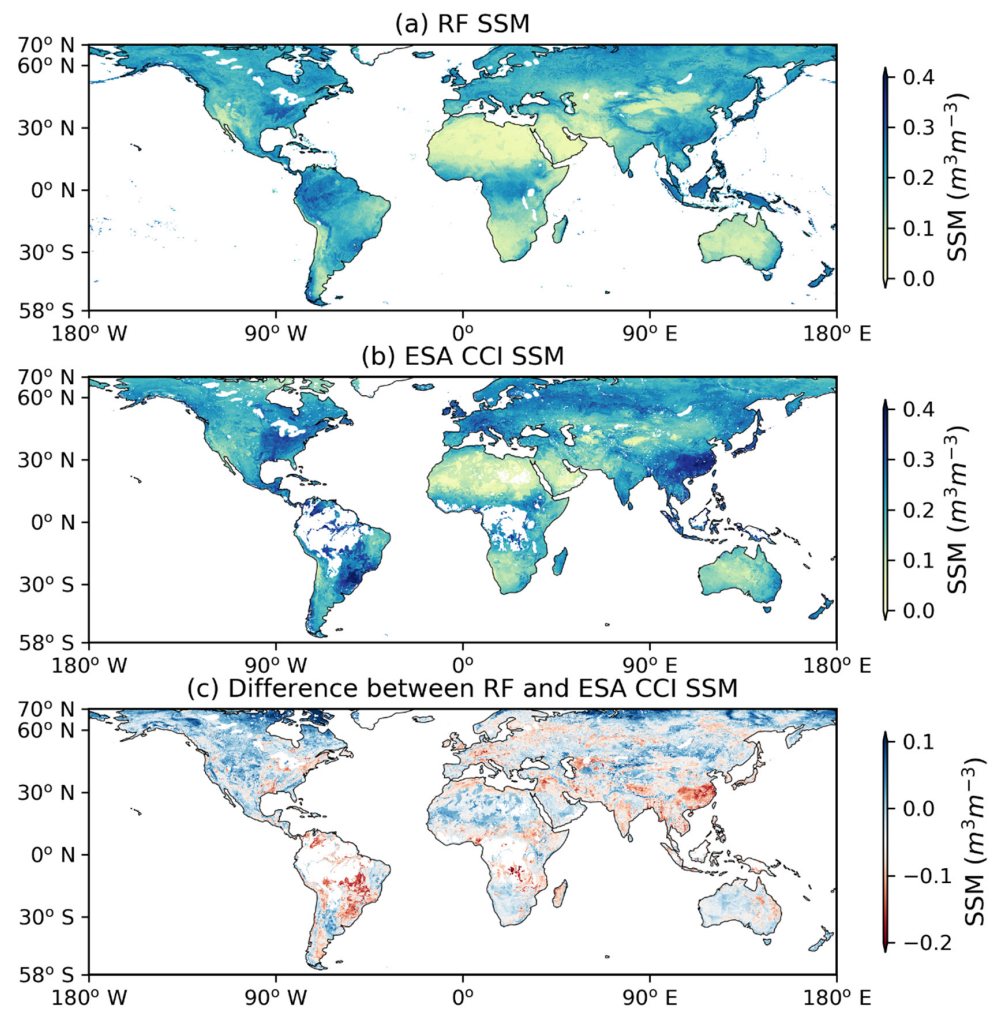 (a) RF SSM
70° N
60° N
30° N
0° N
30° S
58° S
180° W 90° W 0° 90° E 180° E
0.4
0.3
0.2
0.1
0.0
SSM (m³m⁻³)
(b) ESA CCI SSM
70° N
60° N
30° N
0° N
30° S
58° S
180° W 90° W 0° 90° E 180° E
0.4
0.3
0.2
0.1
0.0
SSM (m³m⁻³)
(c) Difference between RF and ESA CCI SSM
70° N
60° N
30° N
0° N
30° S
58° S
180° W 90° W 0° 90° E 180° E
0.1
0.0
−0.1
−0.2
SSM (m³m⁻³)